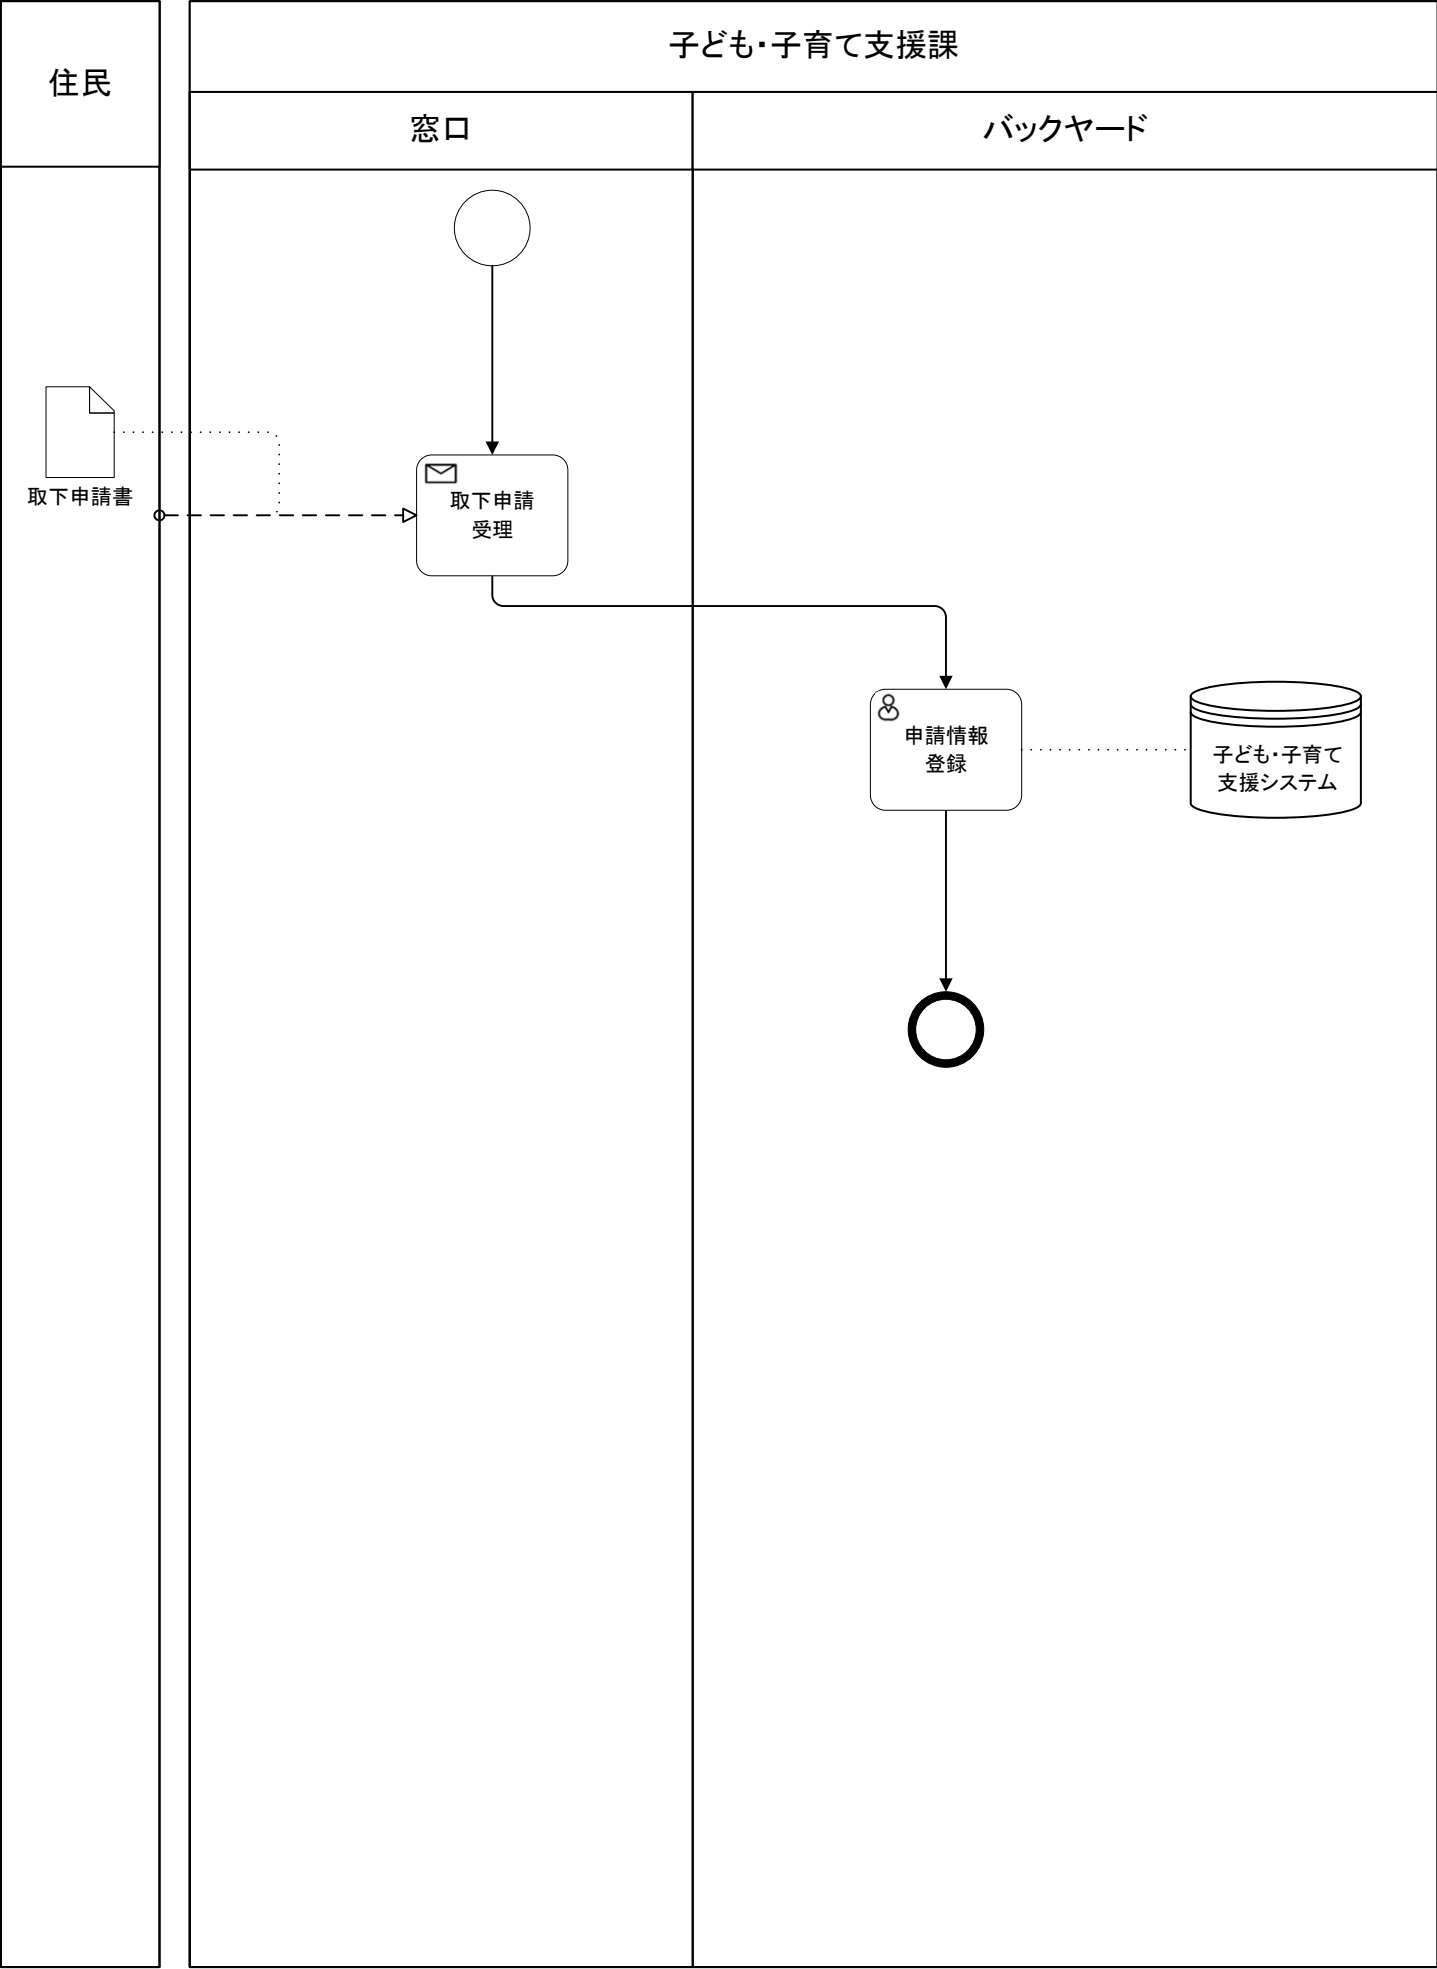 住民
子ども・子育て支援課
窓口
バックヤード
取下申請書
取下申請
受理
申請情報
登録
子ども・子育て
支援システム